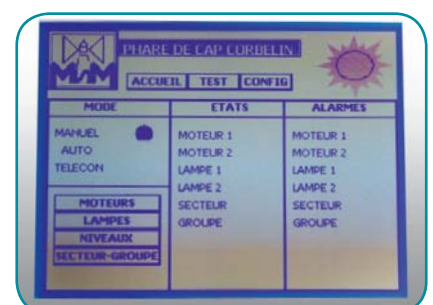 PHARE DE CAP CORBELIN
MnM
ACCUEIL TEST CONFIG
MODE ETATS ALARMES
MANUEL MOTEUR 1 MOTEUR 1
AUTO MOTEUR 2 MOTEUR 2
TELECON LAMPE 1 LAMPE 1
LAMPE 2 LAMPE 2
MOTEURS SECTEUR SECTEUR
LAMPES GROUPE GROUPE
NIVEAUX
SECTEUR-GROUPE